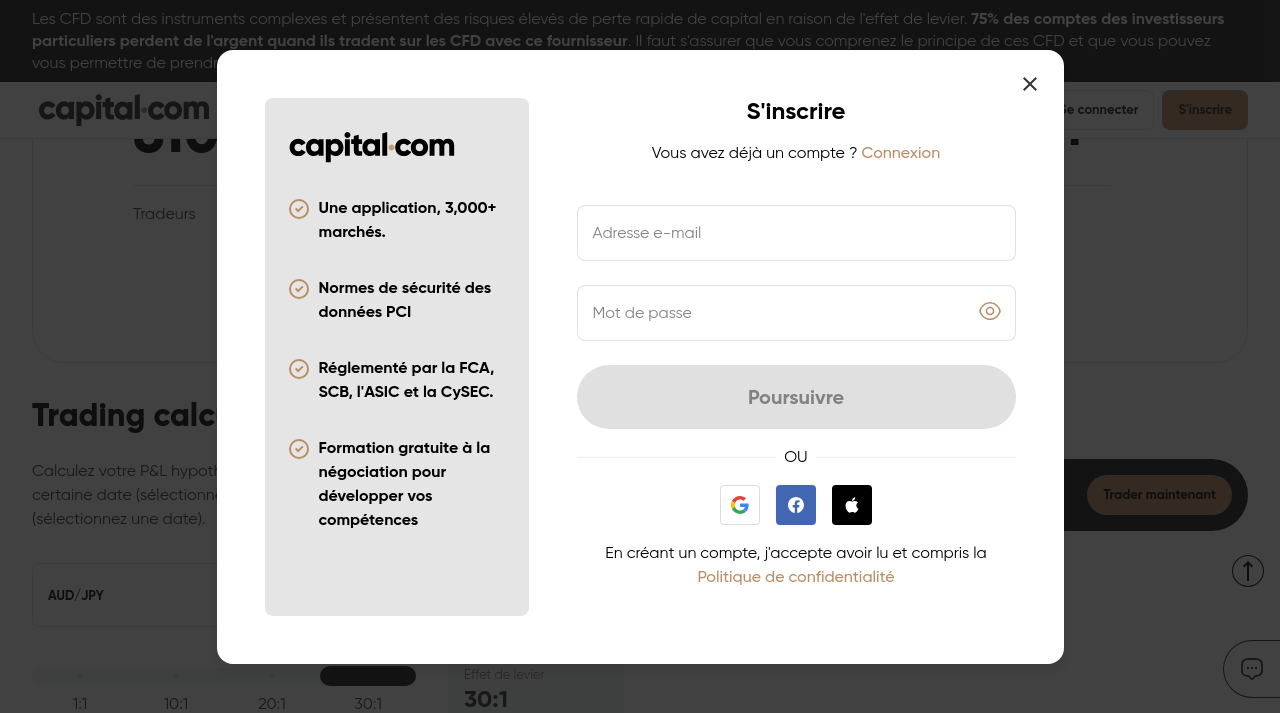 Les CFD sont des instruments complexes et présentent des risques élevés de perte rapide de capital en raison de l'effet de levier. 75% des comptes des investisseurs
particuliers perdent de l'argent quand ils tradent sur les CFD avec ce fournisseur. Il faut s'assurer que vous comprenez le principe de ces CFD et que vous pouvez
vous permettre de prendre
capital.com
Se connecter
S'inscrire
Tradeurs
Trading calc
Calculez votre P&L hypoth
certaine date (sélectionne
(sélectionnez une date).
Trader maintenant
AUD/JPY
Effet de levier
30:1
1:1
10:1
20:1
30:1
capital.com
Une application, 3,000+
marchés.
Normes de sécurité des
données PCI
Réglementé par la FCA,
SCB, l'ASIC et la CySEC.
Formation gratuite à la
négociation pour
développer vos
compétences
S'inscrire
Vous avez déjà un compte ? Connexion
Adresse e-mail
Mot de passe
Poursuivre
OU
En créant un compte, j'accepte avoir lu et compris la
Politique de confidentialité